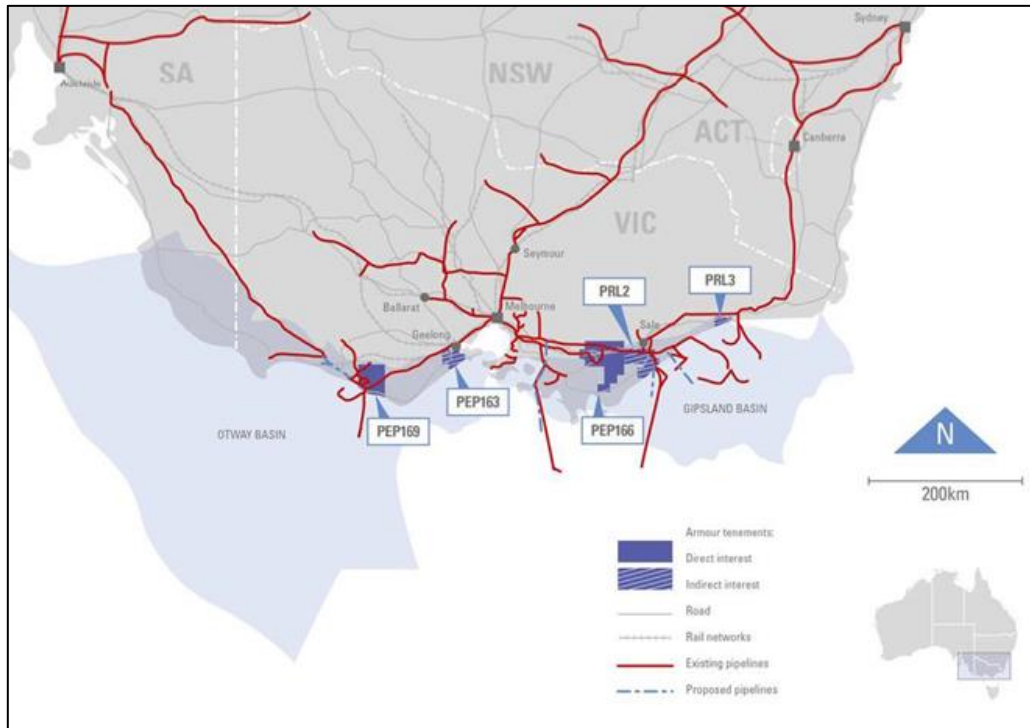 Sydney
SA
NSW
Adelaide
ACT
Canberra
VIC
Seymour
PRL3
PRL2
Ballarat
Melbourne
Sale
Geelong
PEP163
GIPSLAND BASIN
OTWAY BASIN
PEP169
PEP166
N
200km
Armour tenements:
Direct interest
Indirect interest
Road
Rail networks
Existing pipelines
Proposed pipelines